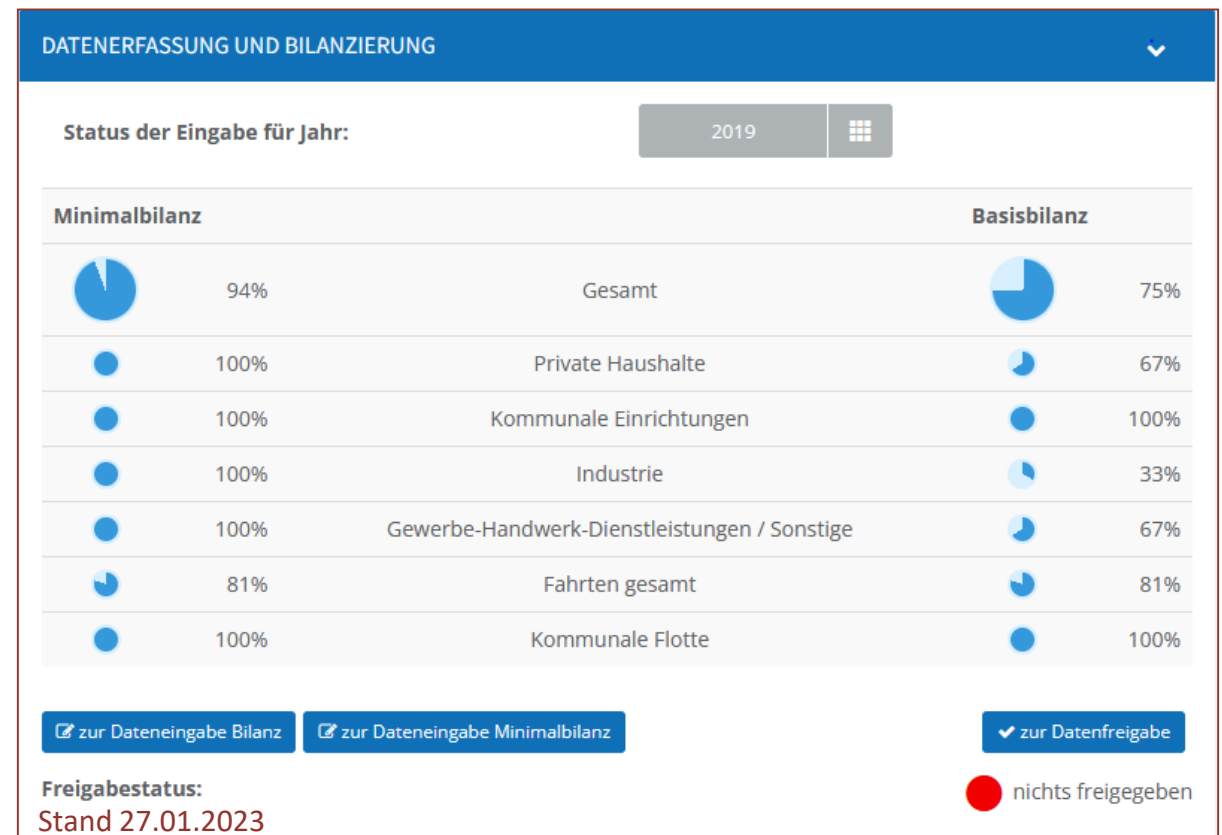 DATENERFASSUNG UND BILANZIERUNG
Status der Eingabe für Jahr: 2019
Minimalbilanz Basisbilanz
94% Gesamt 75%
100% Private Haushalte 67%
100% Kommunale Einrichtungen 100%
100% Industrie 33%
100% Gewerbe-Handwerk-Dienstleistungen / Sonstige 67%
81% Fahrten gesamt 81%
100% Kommunale Flotte 100%
zur Dateneingabe Bilanz zur Dateneingabe Minimalbilanz zur Datenfreigabe
Freigabestatus: nichts freigegeben
Stand 27.01.2023